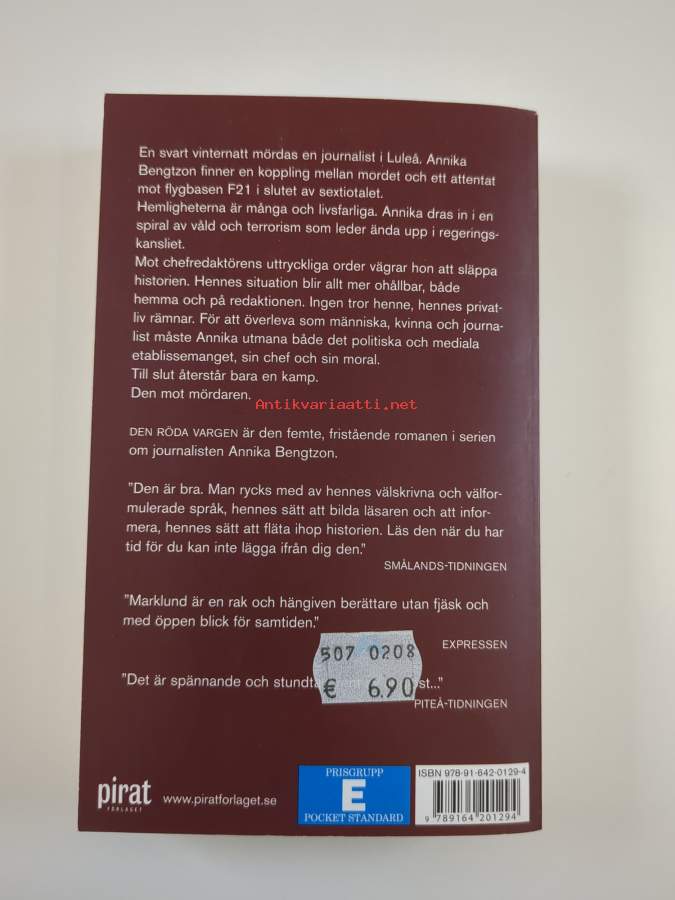 En svart vinternatt mördas en journalist i Luleå. Annika
Bengtzon finner en koppling mellan mordet och ett attentat
mot flygbasen F21 i slutet av sextiotalet.
Hemligheterna är många och livsfarliga. Annika dras in i en
spiral av våld och terrorism som leder ända upp i regerings-
kansliet.
Mot chefredaktörens uttryckliga order vägrar hon att släppa
historien. Hennes situation blir allt mer ohållbar, både
hemma och på redaktionen. Ingen tror henne, hennes privat-
liv rämnar. För att överleva som människa, kvinna och journa-
list måste Annika utmana både det politiska och mediala
etablissemanget, sin chef och sin moral.
Till slut återstår bara en kamp.
Den mot mördaren.
Antikvariaatti.net
DEN RÖDA VARGEN är den femte, fristående romanen i serien
om journalisten Annika Bengtzon.
"Den är bra. Man rycks med av hennes välskrivna och välfor-
mulerade språk, hennes sätt att bilda läsaren och att infor-
mera, hennes sätt att fläta ihop historien. Läs den när du har
tid för du kan inte lägga ifrån dig den."
SMÅLANDS-TIDNINGEN
"Marklund är en rak och hängiven berättare utan fjäsk och
med öppen blick för samtiden."
EXPRESSEN
507 0208
€ 6.90
"Det är spännande och
PITEÅ-TIDNINGEN
pirat
FÖRLAGET
www.piratforlaget.se
PRISGRUPP
E
POCKET STANDARD
ISBN 978-91-642-0129-4
9 789164 201294